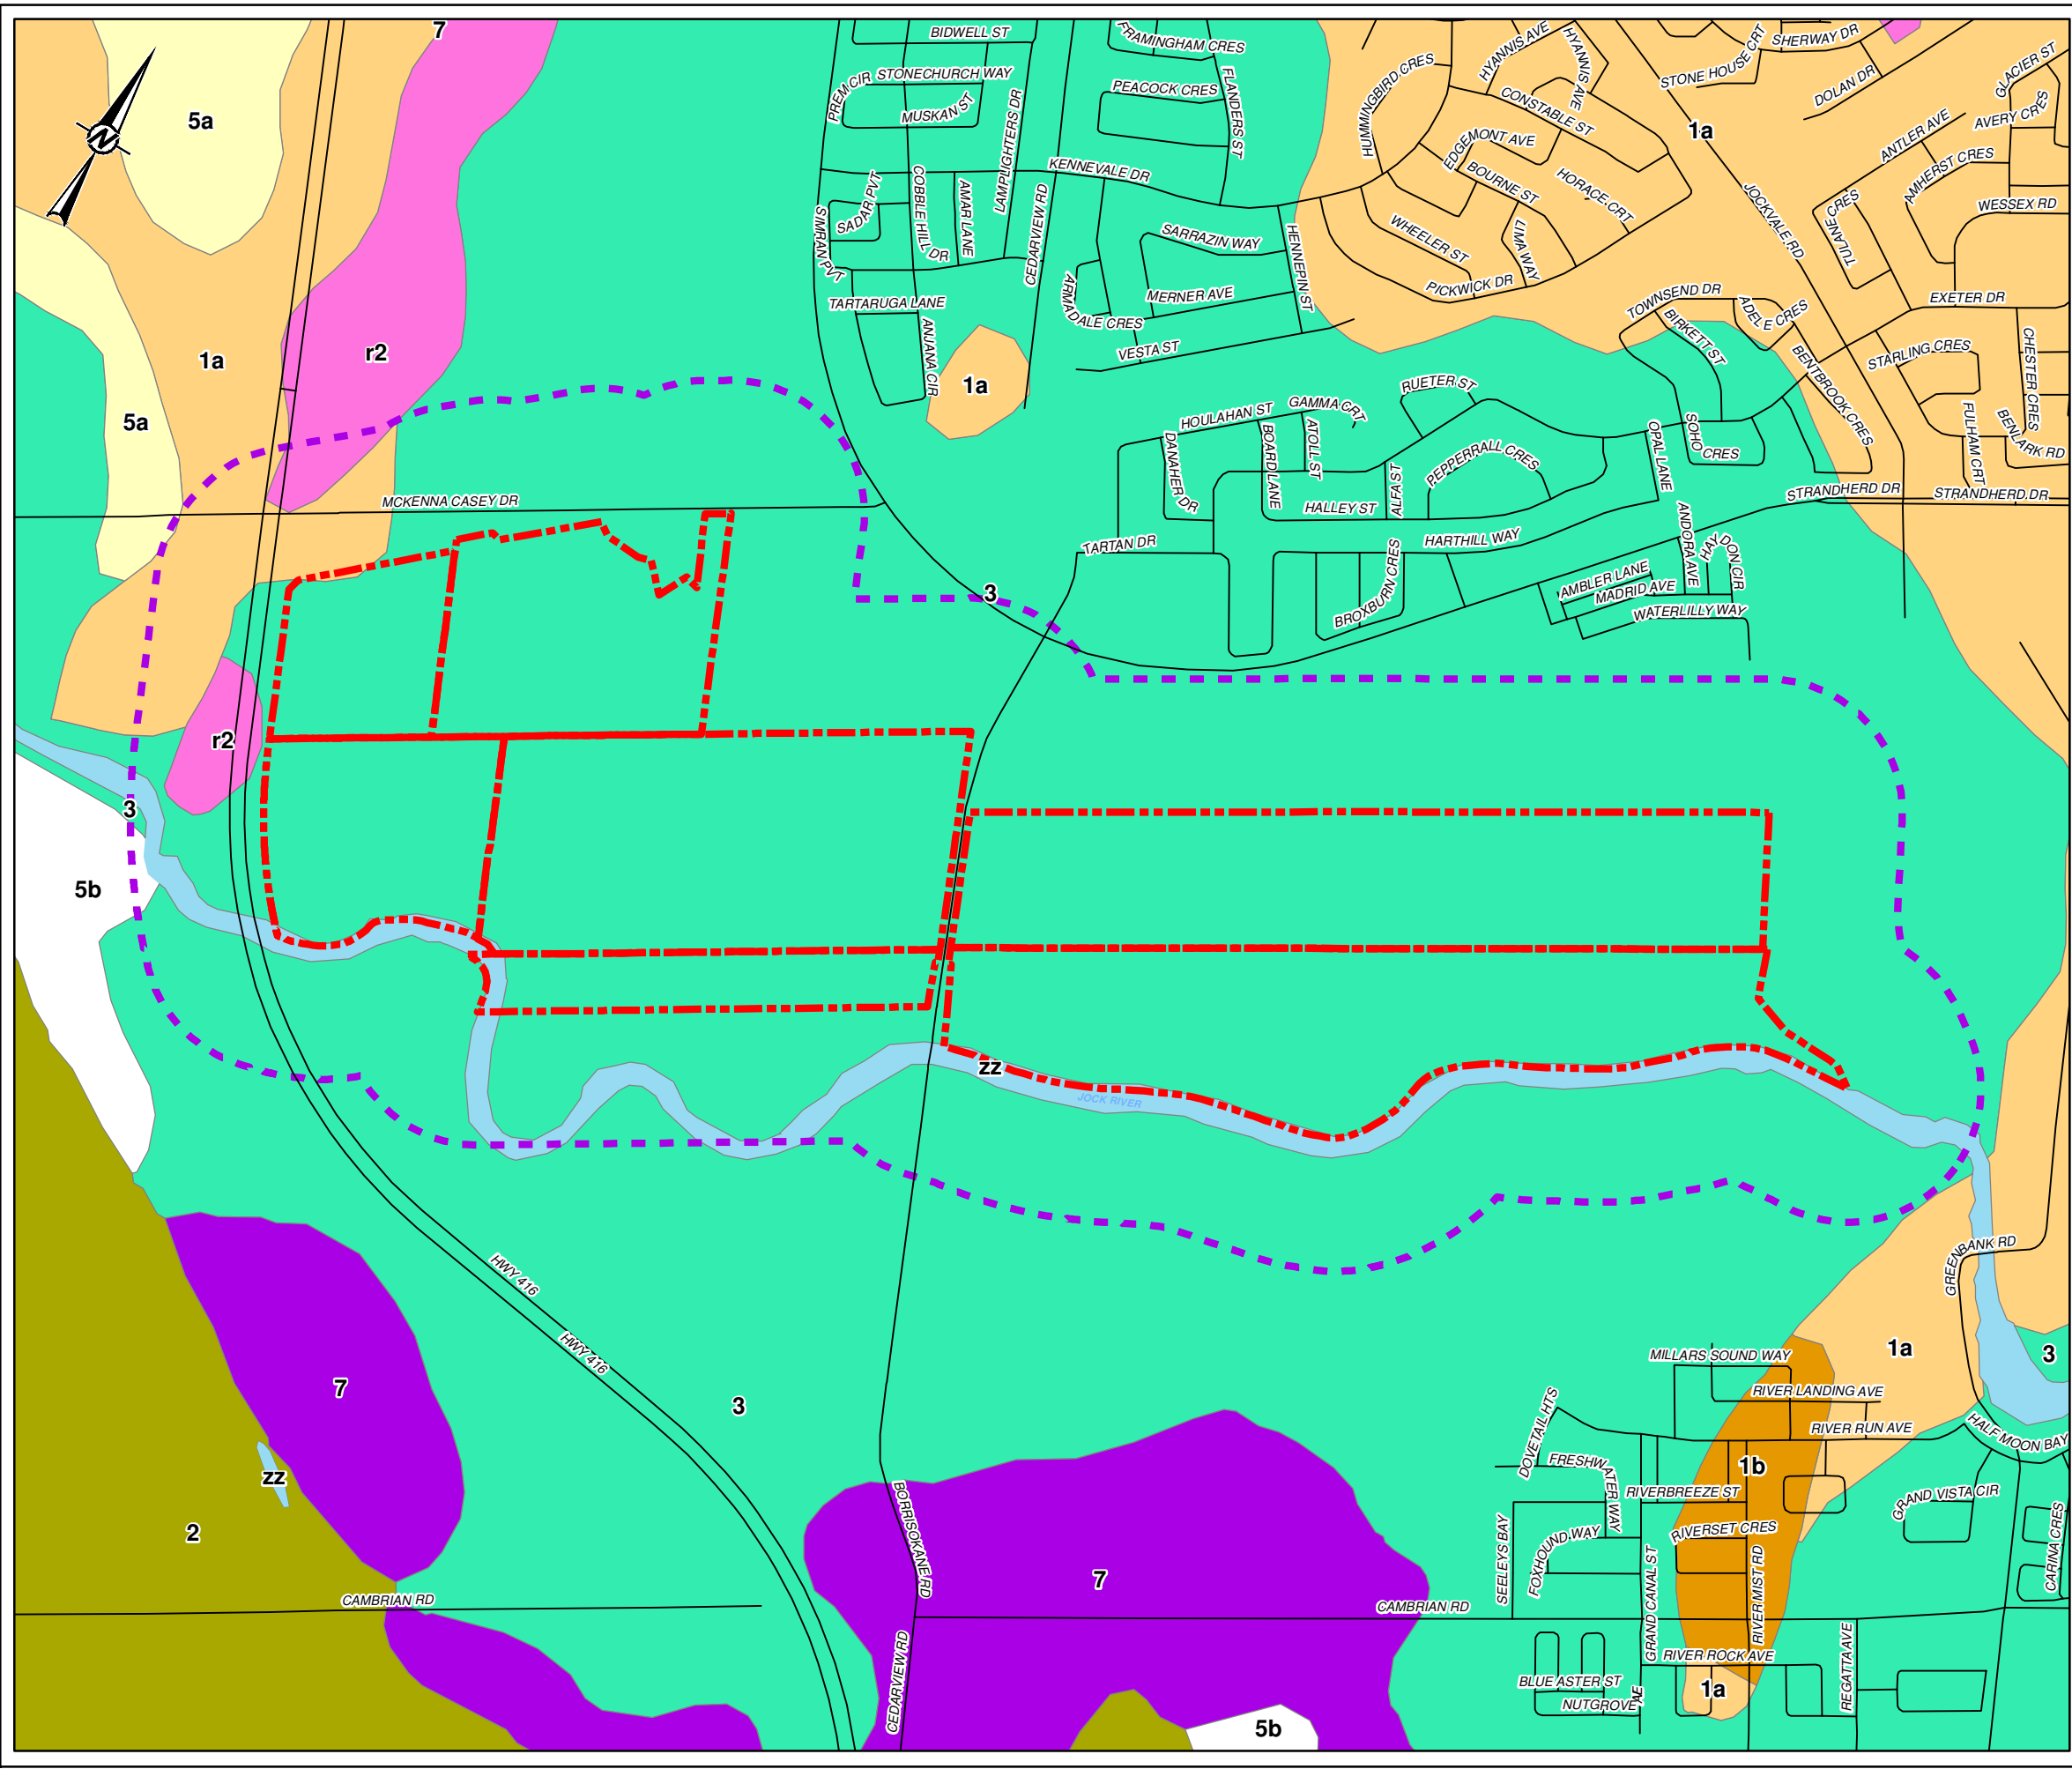 7
BIDWELL ST
FRAMINGHAM CRES
HYANNIS AVE
HYANNIS AVE
SHERWAY DR
STONE HOUSE CRT
GLACIER ST
PREM CIR
STONECHURCH WAY
MUSKAN ST
LAMPLIGHTERS DR
PEACOCK CRES
FLANDERS ST
HUMMINGBIRD CRES
CONSTABLE ST
DOLAN DR
AVERY CRES
N
5a
1a
EDGEMONT AVE
ANTLER AVE
AMHERST CRES
KENNEVALE DR
BOURNE ST
HORACE CRT
JOCKVALE RD
WESSEX RD
SADAR PVT
SIMRAN PVT
COBBLE HILL DR
AMAR LANE
CEDARVIEW RD
SARRAZIN WAY
HENNEPIN ST
WHEELER ST
LIMA WAY
TULANE CRES
PICKWICK DR
EXETER DR
TARTARUGA LANE
ARMADALE CRES
MERNER AVE
TOWNSEND DR
ADELE CRES
BIRKETT ST
ANJANA CIR
VESTA ST
BENTBROOK CRES
STARLING CRES
CHESTER CRES
1a
r2
1a
RUETER ST
5a
HOULAHAN ST
GAMMA CRT
DANAHER DR
BOARD LANE
ATOLL ST
PEPPERRALL CRES
OPAL LANE
SOHO CRES
FULHAM CRT
BENLARK RD
MCKENNA CASEY DR
ALFA ST
HALLEY ST
STRANDHERD DR
STRANDHERD DR
TARTAN DR
HARTHILL WAY
ANDORA AVE
HAYDON CIR
BROXBURN CRES
AMBLER LANE
MADRID AVE
WATERLILLY WAY
3
r2
3
5b
zz
JOCK RIVER
HWY 416
GREENBANK RD
HWY 416
MILLARS SOUND WAY
1a
3
7
3
RIVER LANDING AVE
DOVETAIL HTS
RIVER RUN AVE
HALF MOON BAY
zz
FRESHWATER WAY
1b
RIVERBREEZE ST
GRAND VISTA CIR
2
BORRISOKANE RD
SEELEYS BAY
FOXHOUND WAY
RIVERSET CRES
CARINA CRES
7
GRAND CANAL ST
RIVER MIST RD
CAMBRIAN RD
CAMBRIAN RD
CEDARVIEW RD
RIVER ROCK AVE
REGATTA AVE
BLUE ASTER ST
1a
NUTGROVE AE
5b